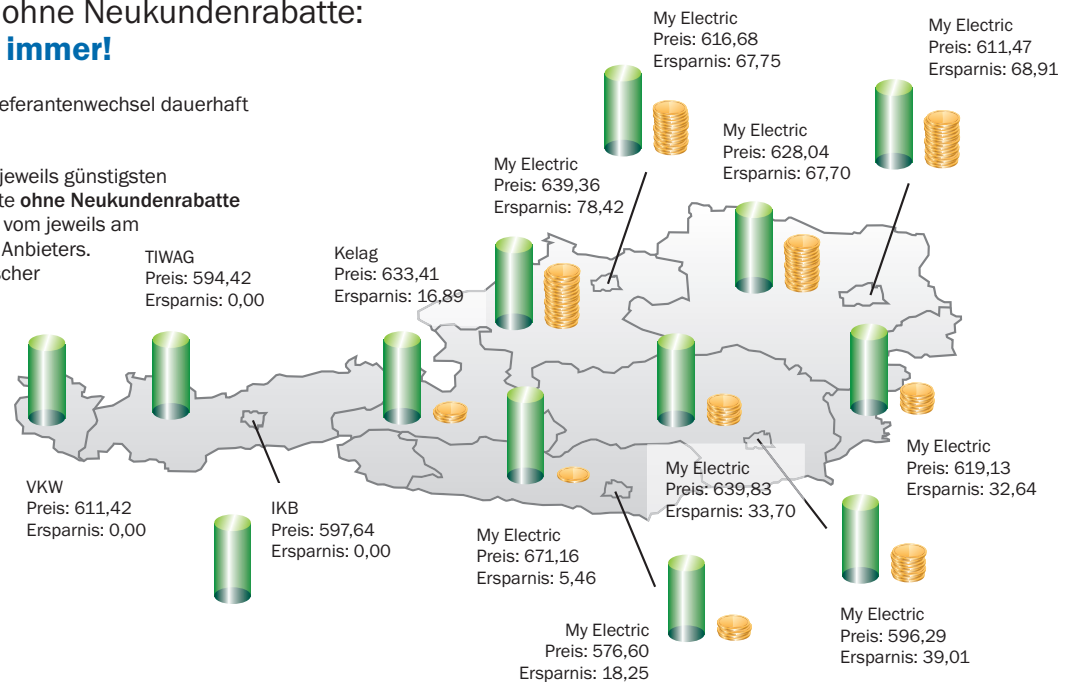 ohne Neukundenrabatte:
immer!
eferantenwechsel dauerhaft
jeweils günstigsten
te ohne Neukundenrabatte
vom jeweils am
Anbieters.
scher
My Electric
Preis: 616,68
Ersparnis: 67,75
My Electric
Preis: 611,47
Ersparnis: 68,91
My Electric
Preis: 628,04
Ersparnis: 67,70
My Electric
Preis: 639,36
Ersparnis: 78,42
TIWAG
Preis: 594,42
Ersparnis: 0,00
Kelag
Preis: 633,41
Ersparnis: 16,89
VKW
Preis: 611,42
Ersparnis: 0,00
IKB
Preis: 597,64
Ersparnis: 0,00
My Electric
Preis: 671,16
Ersparnis: 5,46
My Electric
Preis: 639,83
Ersparnis: 33,70
My Electric
Preis: 619,13
Ersparnis: 32,64
My Electric
Preis: 576,60
Ersparnis: 18,25
My Electric
Preis: 596,29
Ersparnis: 39,01